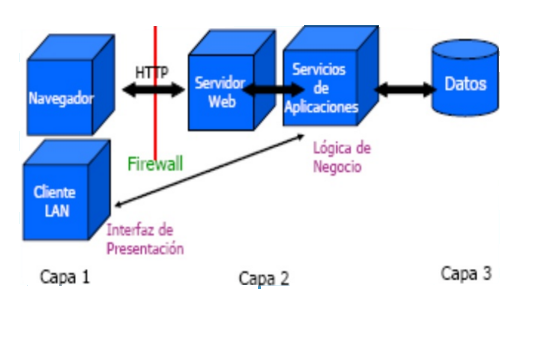 HTTP
Navegador
Servidor
Web
Servicios
de
Aplicaciones
Datos
Firewall
Lógica de
Negocio
Cliente
LAN
Interfaz de
Presentación
Capa 1
Capa 2
Capa 3